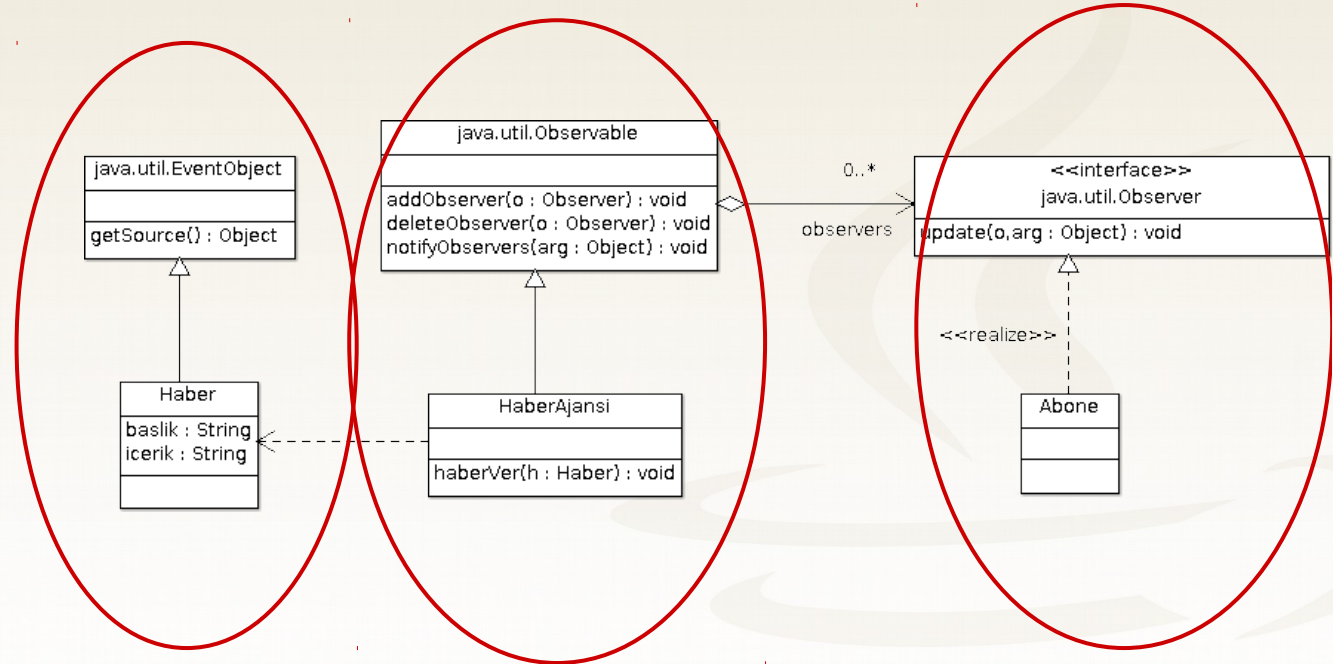 java.util.EventObject
getSource() : Object
Haber
baslik : String
icerik : String
java.util.Observable
addObserver(o : Observer) : void
deleteObserver(o : Observer) : void
notifyObservers(arg : Object) : void
HaberAjansi
haberVer(h : Haber) : void
0..*
observers
<<interface>>
java.util.Observer
update(o,arg : Object) : void
<<realize>>
Abone